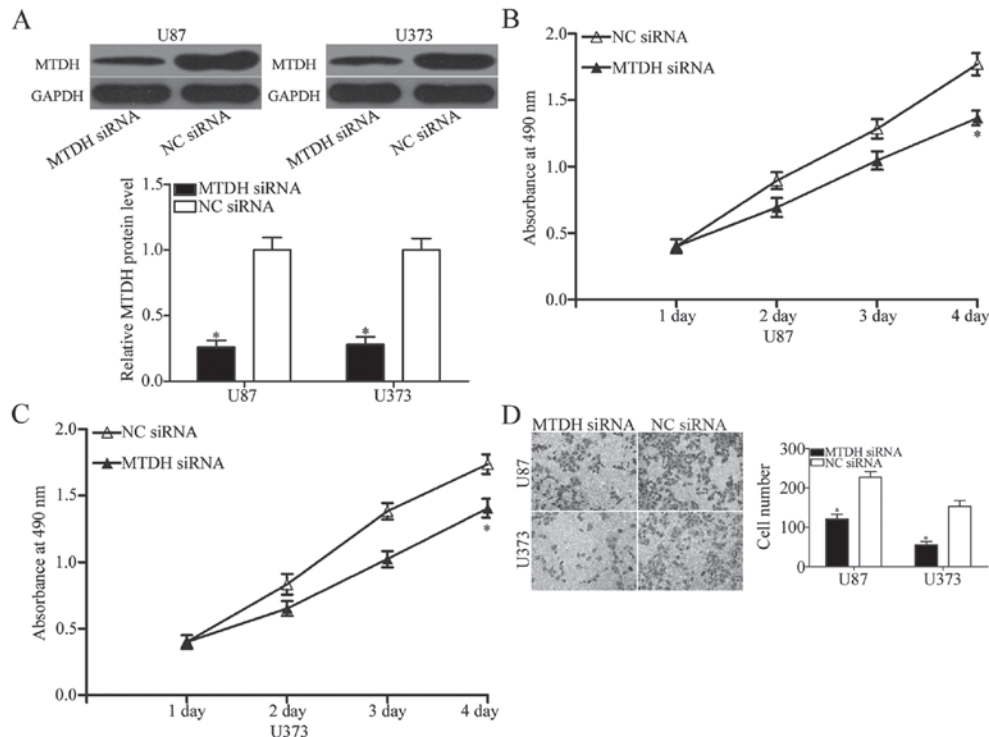 A
U87
U373
MTDH
MTDH
GAPDH
GAPDH
MTDH siRNA
NC siRNA
MTDH siRNA
NC siRNA
Relative MTDH protein level
1.5
1.0
0.5
0.0
MTDH siRNA
NC siRNA
*
*
U87
U373
B
NC siRNA
MTDH siRNA
Absorbance at 490 nm
2.0
1.5
1.0
0.5
0.0
*
1 day
2 day
3 day
4 day
U87
C
NC siRNA
MTDH siRNA
Absorbance at 490 nm
2.0
1.5
1.0
0.5
0.0
*
1 day
2 day
3 day
4 day
U373
D
MTDH siRNA
NC siRNA
U87
U373
Cell number
300
200
100
0
MTDH siRNA
NC siRNA
*
*
U87
U373